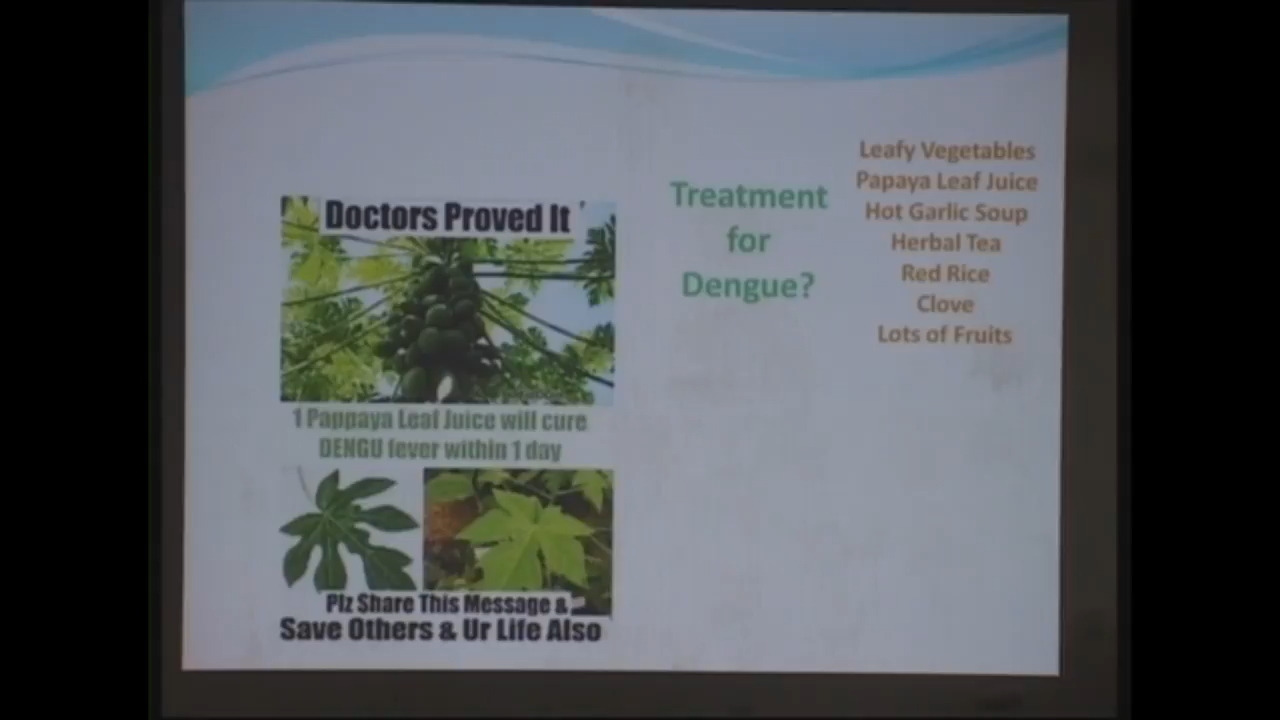 Doctors Proved It
1 Pappaya Leaf Juice will cure
DENGU fever within 1 day
Plz Share This Message &
Save Others & Ur Life Also
Treatment
for
Dengue?
Leafy Vegetables
Papaya Leaf Juice
Hot Garlic Soup
Herbal Tea
Red Rice
Clove
Lots of Fruits